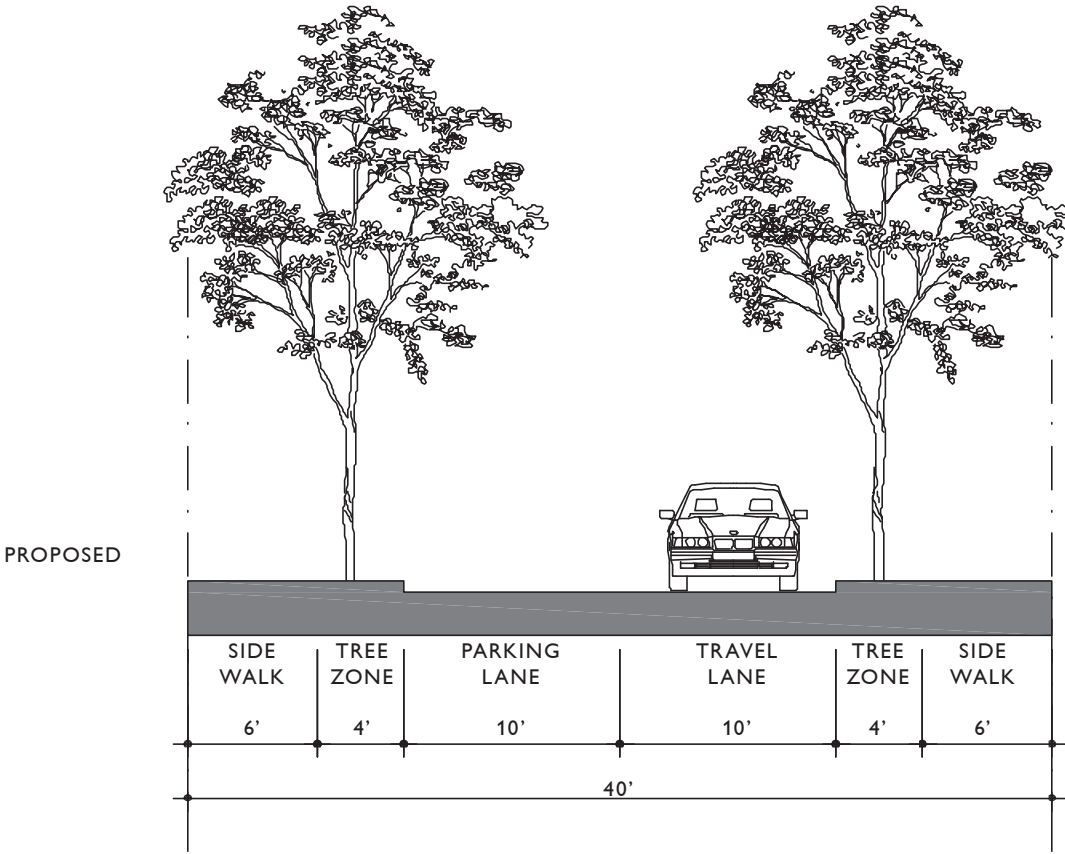 PROPOSED
SIDE
WALK
TREE
ZONE
PARKING
LANE
TRAVEL
LANE
TREE
ZONE
SIDE
WALK
6’
4’
10’
10’
4’
6’
40’